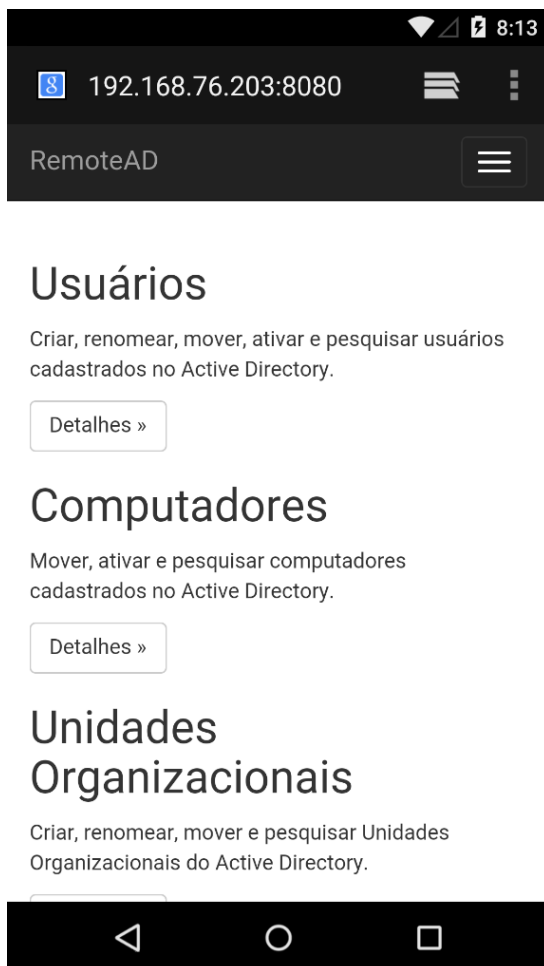 8:13
192.168.76.203:8080
RemoteAD
Usuários
Criar, renomear, mover, ativar e pesquisar usuários
cadastrados no Active Directory.
Detalhes »
Computadores
Mover, ativar e pesquisar computadores
cadastrados no Active Directory.
Detalhes »
Unidades
Organizacionais
Criar, renomear, mover e pesquisar Unidades
Organizacionais do Active Directory.